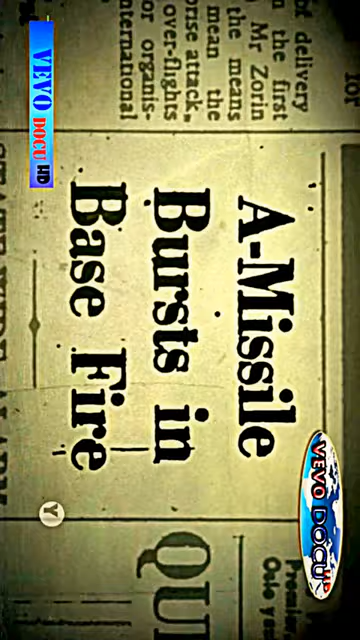 of delivery
n the first
Mr Zorin
the means
mean the
prise attack.
over-flights
or organis-
nternational
A-Missile
Bursts in
Base Fire
QUI
VEVO DOCU HD
VEVO DOCU HD
Y